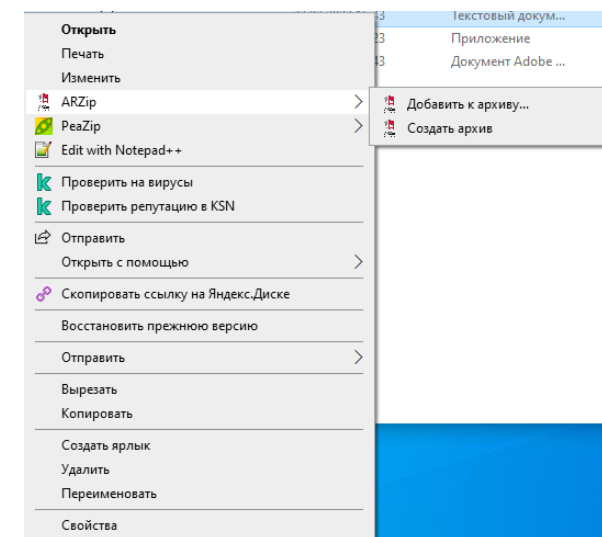 Открыть
Печать
Изменить
ARZip
PeaZip
Edit with Notepad++
Проверить на вирусы
Проверить репутацию в KSN
Отправить
Открыть с помощью
Скопировать ссылку на Яндекс.Диске
Восстановить прежнюю версию
Отправить
Вырезать
Копировать
Создать ярлык
Удалить
Переименовать
Свойства
Добавить к архиву...
Создать архив
Текстовый докум...
Приложение
Документ Adobe ...